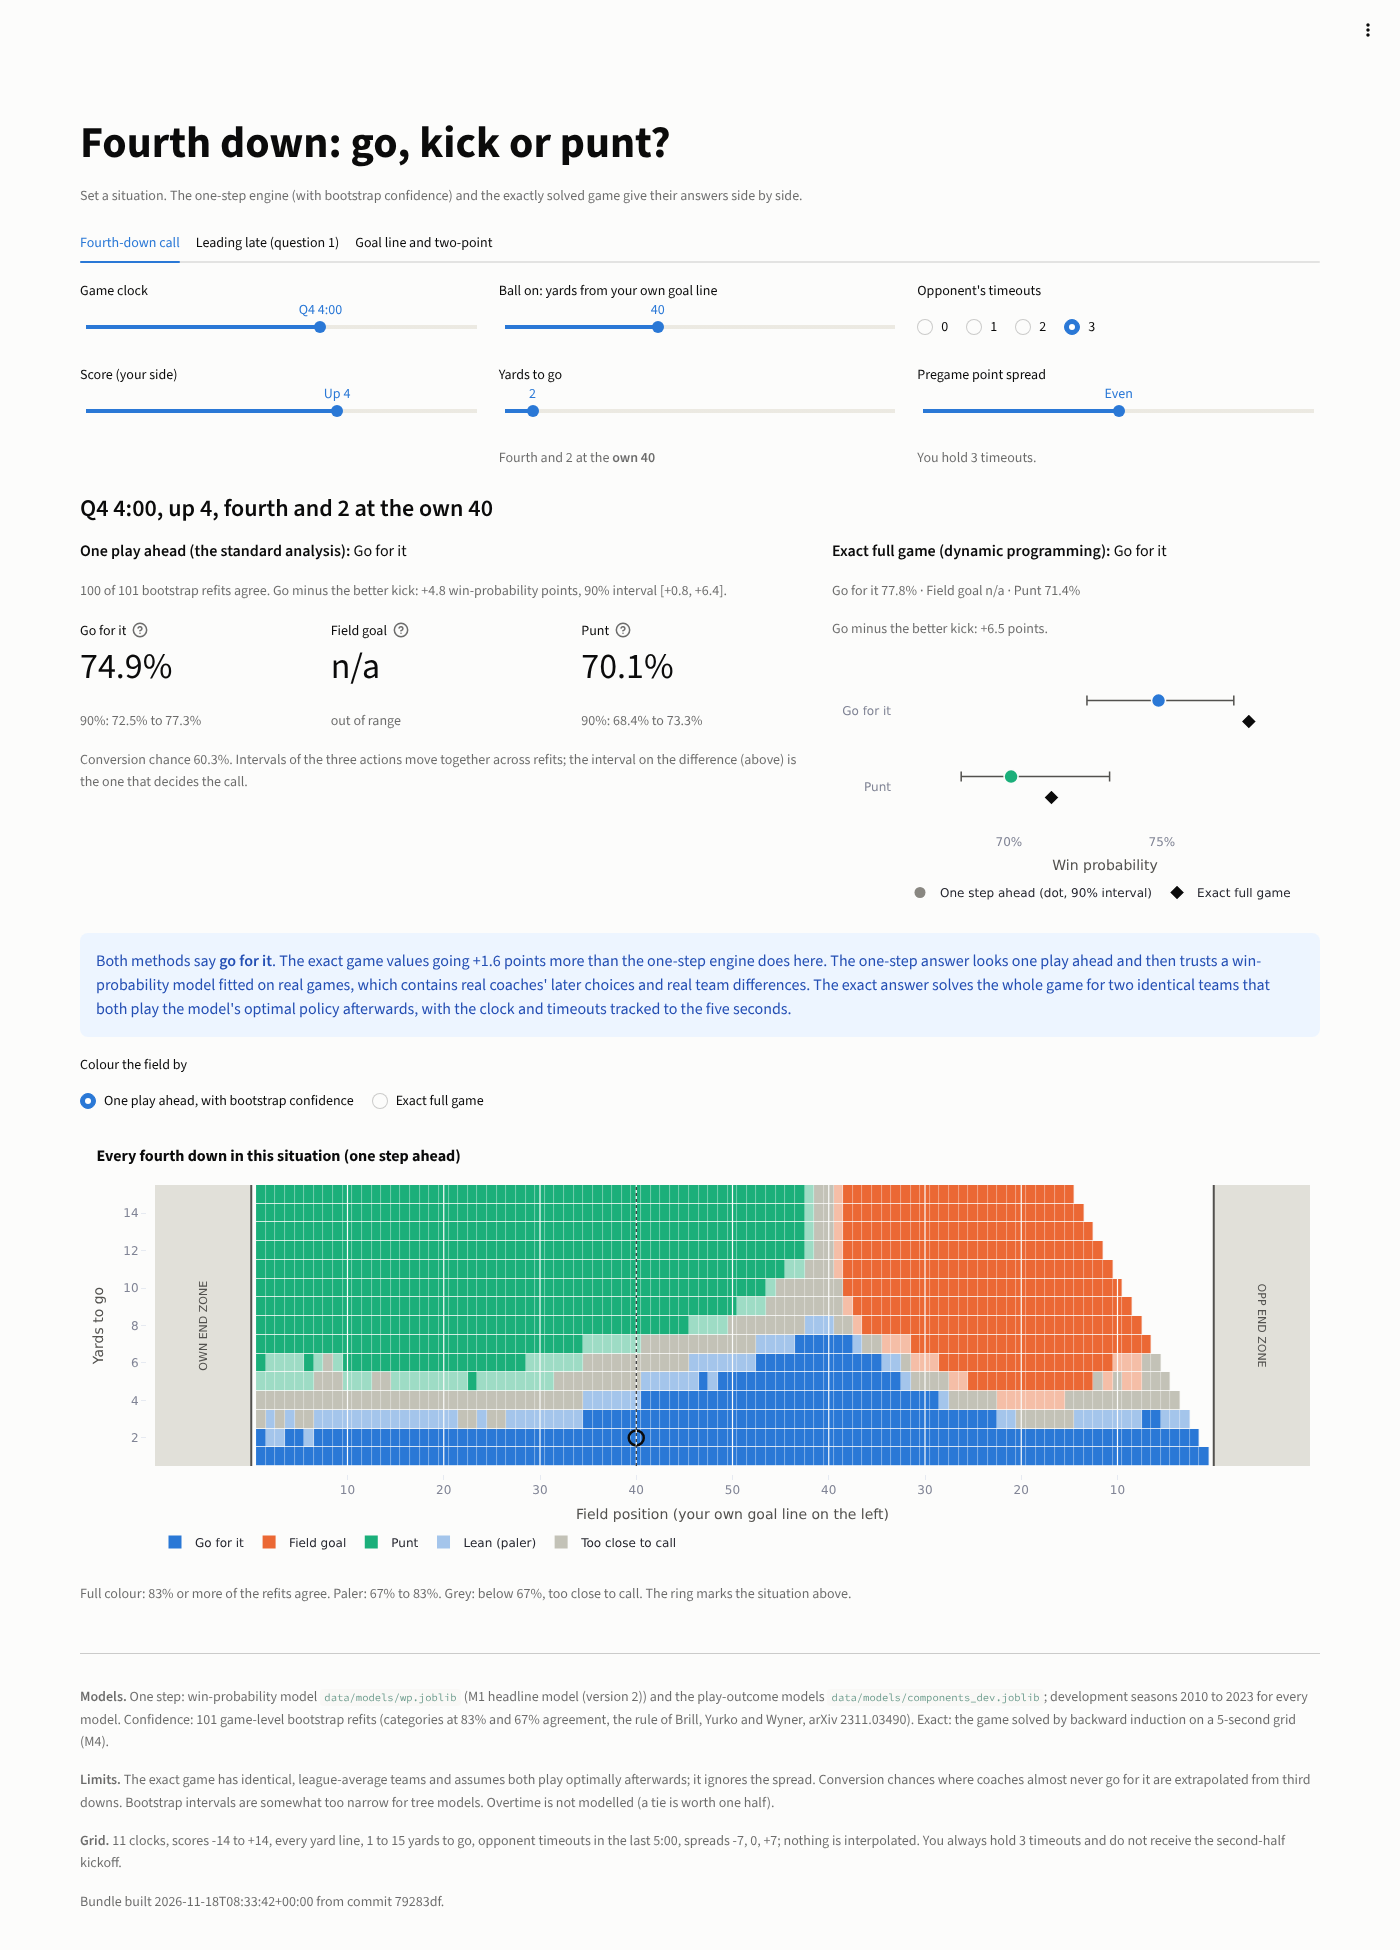 Fourth down: go, kick or punt?
Set a situation. The one-step engine (with bootstrap confidence) and the exactly solved game give their answers side by side.
Fourth-down call Leading late (question 1) Goal line and two-point
Game clock
Q4 4:00
Ball on: yards from your own goal line
40
Opponent's timeouts
0 1 2 3
Score (your side)
Up 4
Yards to go
2
Pregame point spread
Even
Fourth and 2 at the own 40
You hold 3 timeouts.
Q4 4:00, up 4, fourth and 2 at the own 40
One play ahead (the standard analysis): Go for it
100 of 101 bootstrap refits agree. Go minus the better kick: +4.8 win-probability points, 90% interval [+0.8, +6.4].
Go for it
74.9%
90%: 72.5% to 77.3%
Field goal
n/a
out of range
Punt
70.1%
90%: 68.4% to 73.3%
Conversion chance 60.3%. Intervals of the three actions move together across refits; the interval on the difference (above) is
the one that decides the call.
Exact full game (dynamic programming): Go for it
Go for it 77.8% · Field goal n/a · Punt 71.4%
Go minus the better kick: +6.5 points.
Go for it
Punt
70% 75%
Win probability
One step ahead (dot, 90% interval) Exact full game
Both methods say go for it. The exact game values going +1.6 points more than the one-step engine does here. The one-step answer looks one play ahead and then trusts a win-
probability model fitted on real games, which contains real coaches' later choices and real team differences. The exact answer solves the whole game for two identical teams that
both play the model's optimal policy afterwards, with the clock and timeouts tracked to the five seconds.
Colour the field by
One play ahead, with bootstrap confidence Exact full game
Every fourth down in this situation (one step ahead)
Yards to go
14
12
10
8
6
4
2
OWN END ZONE
OPP END ZONE
10 20 30 40 50 40 30 20 10
Field position (your own goal line on the left)
Go for it Field goal Punt Lean (paler) Too close to call
Full colour: 83% or more of the refits agree. Paler: 67% to 83%. Grey: below 67%, too close to call. The ring marks the situation above.
Models. One step: win-probability model data/models/wp.joblib (M1 headline model (version 2)) and the play-outcome models data/models/components_dev.joblib ; development seasons 2010 to 2023 for every
model. Confidence: 101 game-level bootstrap refits (categories at 83% and 67% agreement, the rule of Brill, Yurko and Wyner, arXiv 2311.03490). Exact: the game solved by backward induction on a 5-second grid
(M4).
Limits. The exact game has identical, league-average teams and assumes both play optimally afterwards; it ignores the spread. Conversion chances where coaches almost never go for it are extrapolated from third
downs. Bootstrap intervals are somewhat too narrow for tree models. Overtime is not modelled (a tie is worth one half).
Grid. 11 clocks, scores -14 to +14, every yard line, 1 to 15 yards to go, opponent timeouts in the last 5:00, spreads -7, 0, +7; nothing is interpolated. You always hold 3 timeouts and do not receive the second-half
kickoff.
Bundle built 2026-11-18T08:33:42+00:00 from commit 79283df.